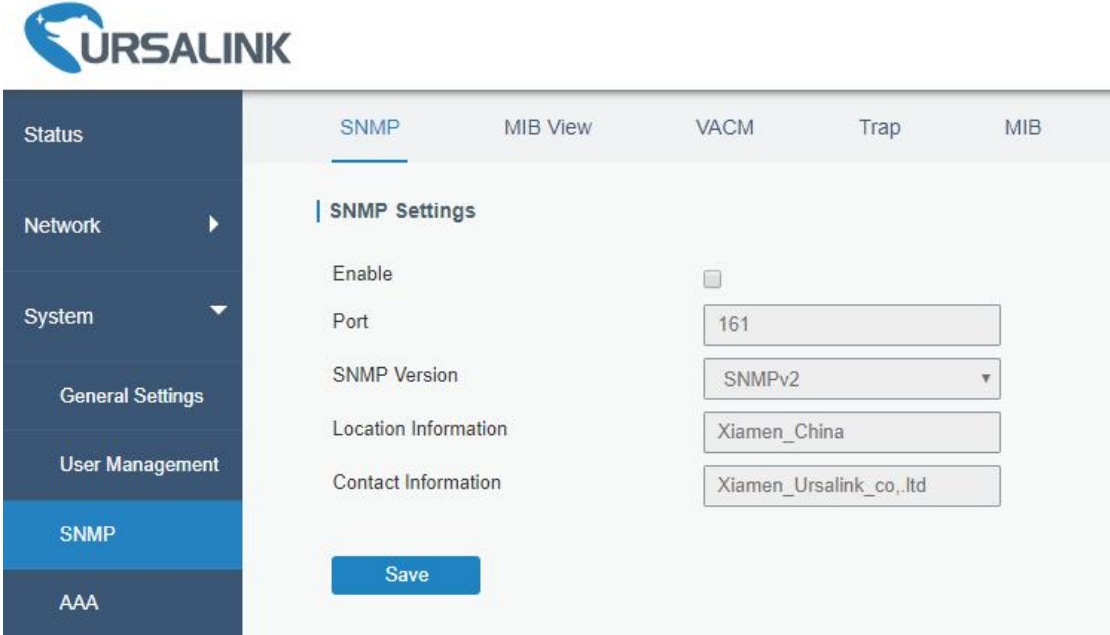 URSALINK
Status
Network
System
General Settings
User Management
SNMP
AAA
SNMP MIB View VACM Trap MIB
SNMP Settings
Enable
Port 161
SNMP Version SNMPv2
Location Information Xiamen_China
Contact Information Xiamen_Ursalink_co,.ltd
Save